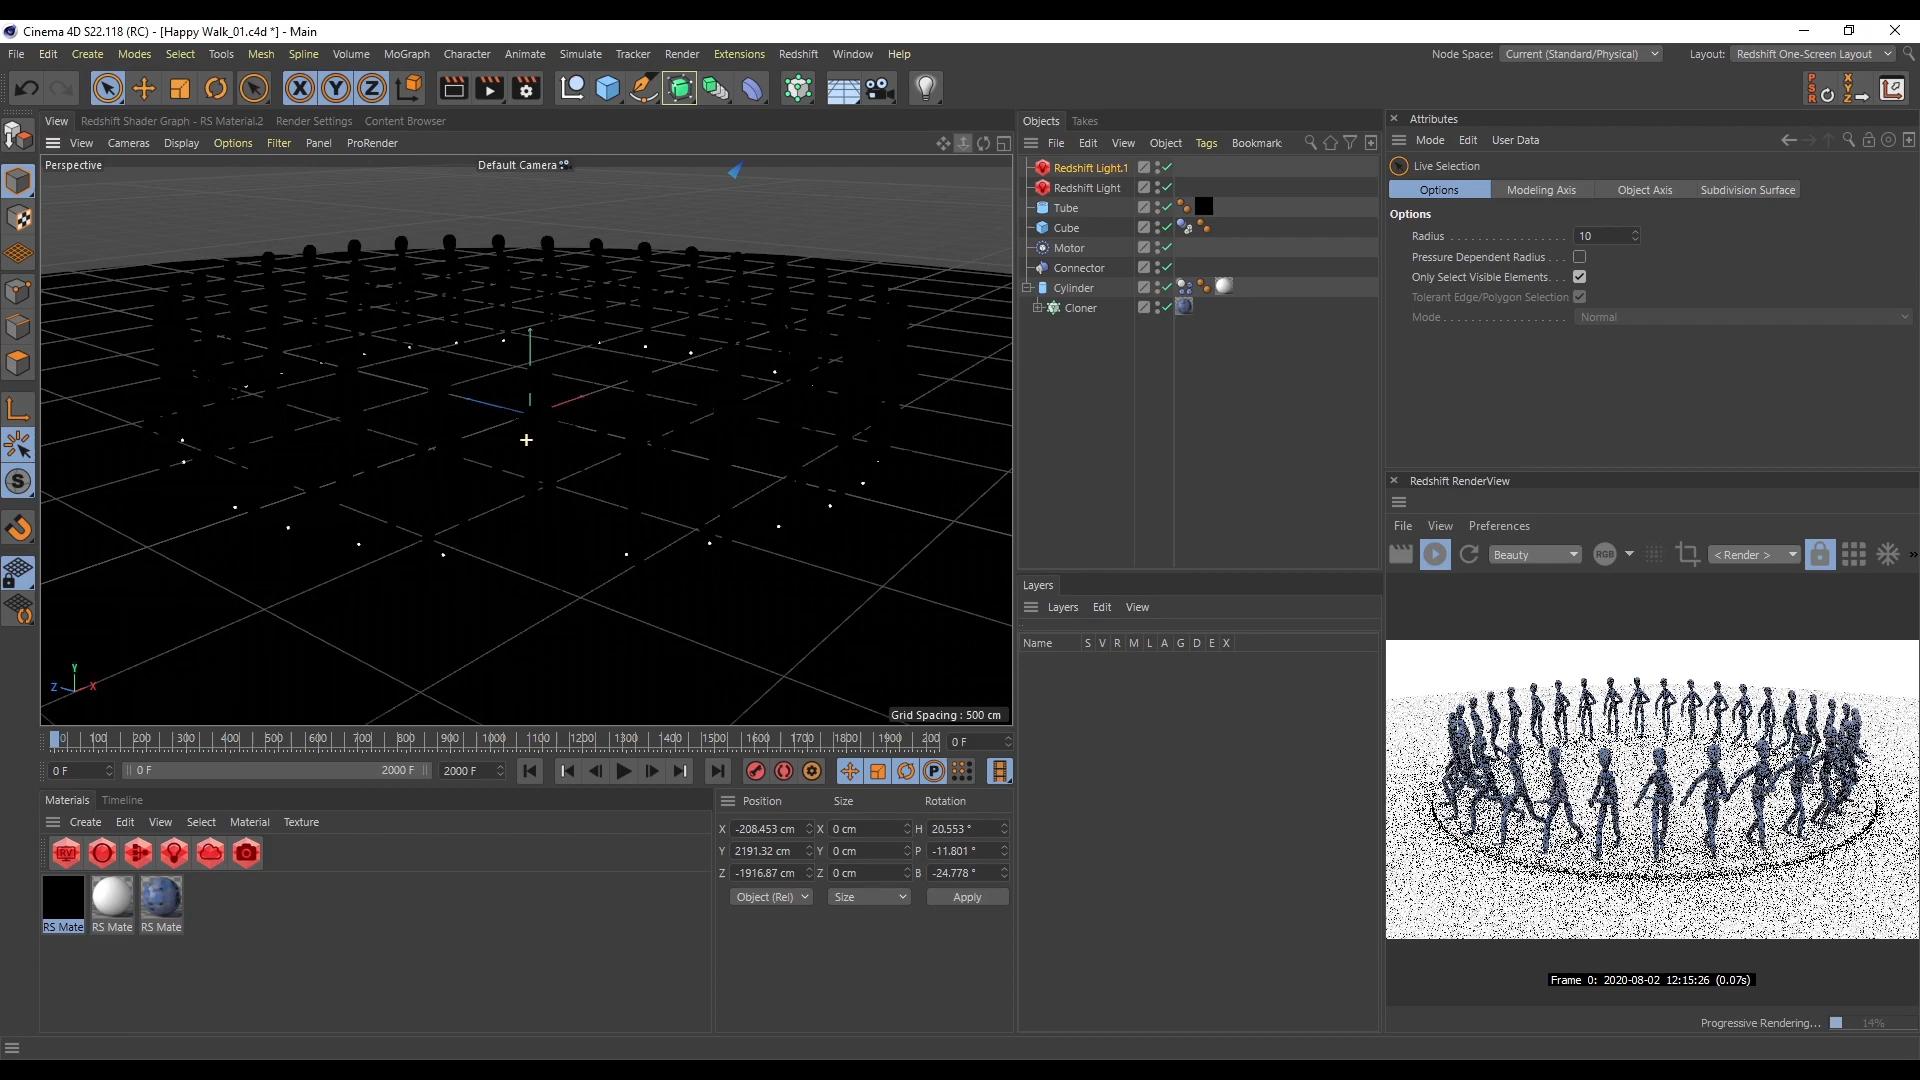 Cinema 4D S22.118 (RC) - [Happy Walk_01.c4d *] - Main
File Edit Create Modes Select Tools Mesh Spline Volume MoGraph Character Animate Simulate Tracker Render Extensions Redshift Window Help Node Space: Current (Standard/Physical) Layout: Redshift One-Screen Layout
X Y Z
P S R X Y Z
View Redshift Shader Graph - RS Material.2 Render Settings Content Browser
View Cameras Display Options Filter Panel ProRender
Perspective
Default Camera
Y
Z X
Grid Spacing : 500 cm
0 100 200 300 400 500 600 700 800 900 1000 1100 1200 1300 1400 1500 1600 1700 1800 1900 200 0 F
0 F 0 F 2000 F 2000 F P
Materials Timeline
Create Edit View Select Material Texture
RV
RS Mate RS Mate RS Mate
Position Size Rotation
X -208.453 cm X 0 cm H 20.553 °
Y 2191.32 cm Y 0 cm P -11.801 °
Z -1916.87 cm Z 0 cm B -24.778 °
Object (Rel) Size Apply
Objects Takes
File Edit View Object Tags Bookmark
Redshift Light.1
Redshift Light
Tube
Cube
Motor
Connector
Cylinder
Cloner
Layers
Layers Edit View
Name S V R M L A G D E X
Attributes
Mode Edit User Data
Live Selection
Options Modeling Axis Object Axis Subdivision Surface
Options
Radius 10
Pressure Dependent Radius
Only Select Visible Elements
Tolerant Edge/Polygon Selection
Mode Normal
Redshift RenderView
File View Preferences
Beauty RGB < Render > »
Frame 0: 2020-08-02 12:15:26 (0.07s)
Progressive Rendering... 14%